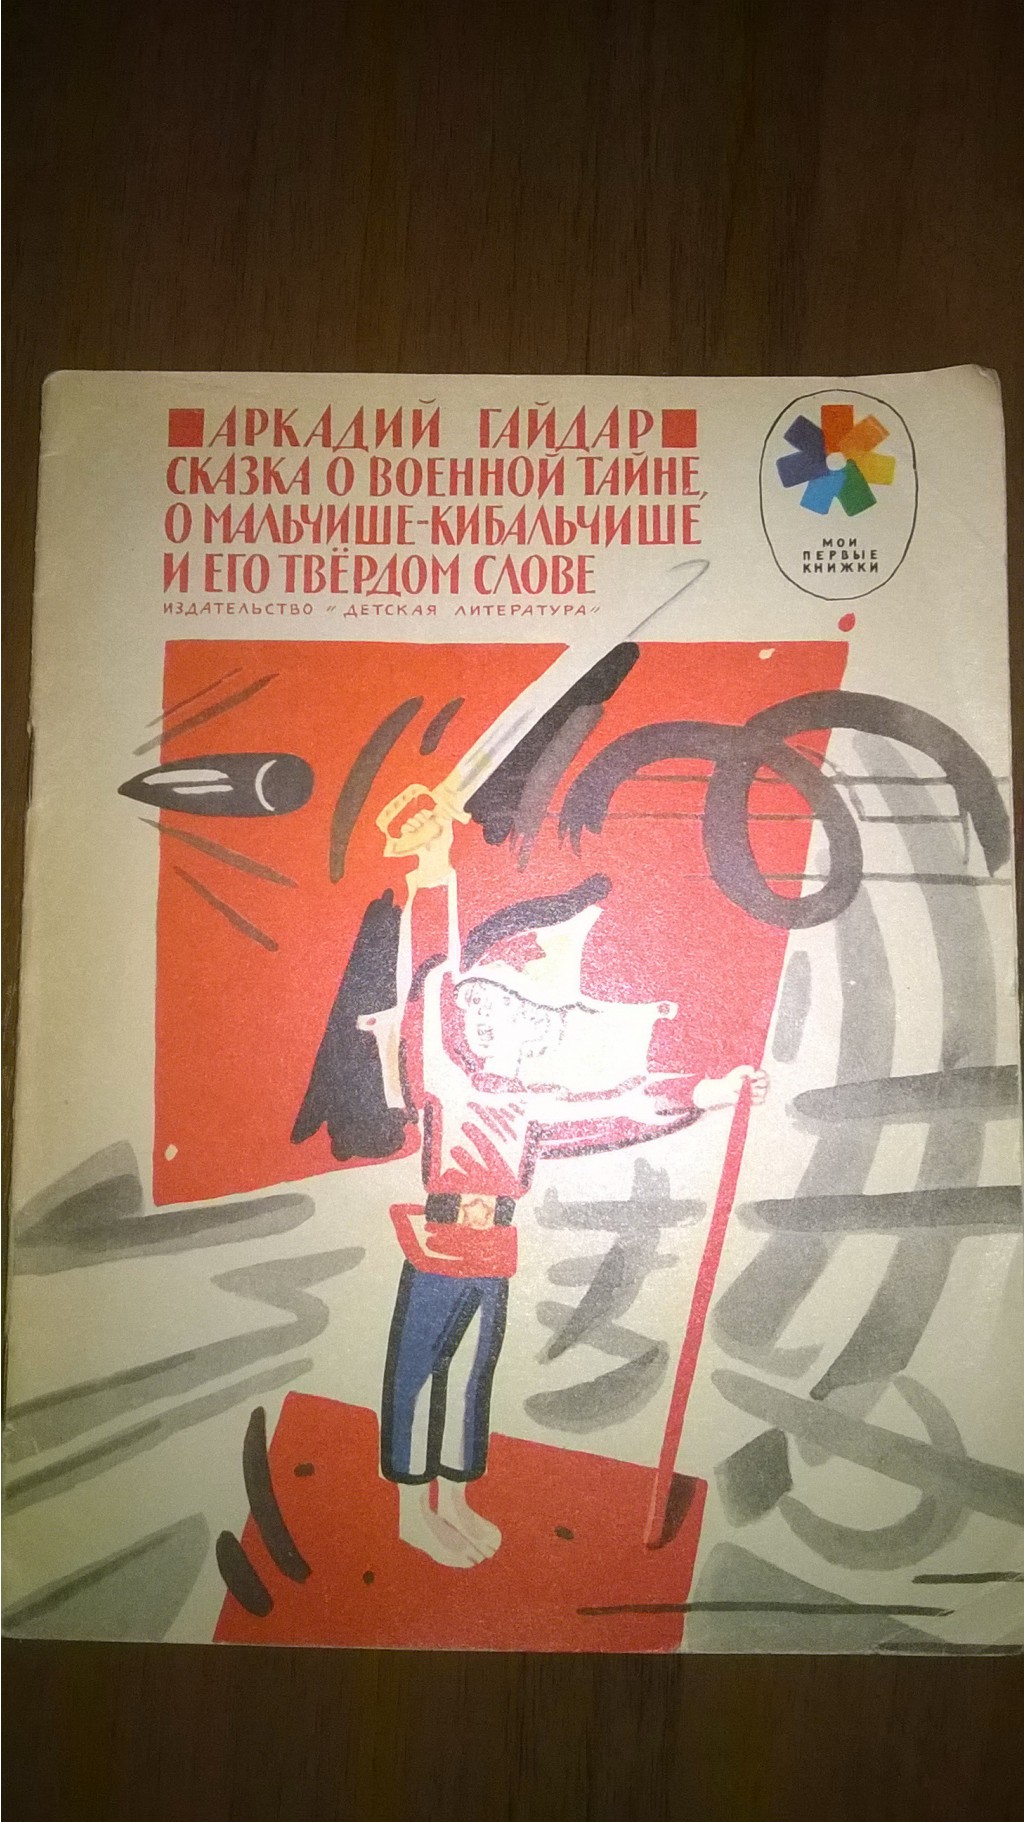 АРКАДИЙ ГАЙДАР
СКАЗКА О ВОЕННОЙ ТАЙНЕ,
О МАЛЬЧИШЕ-КИБАЛЬЧИШЕ
И ЕГО ТВЁРДОМ СЛОВЕ
ИЗДАТЕЛЬСТВО "ДЕТСКАЯ ЛИТЕРАТУРА"
МОИ
ПЕРВЫЕ
КНИЖКИ